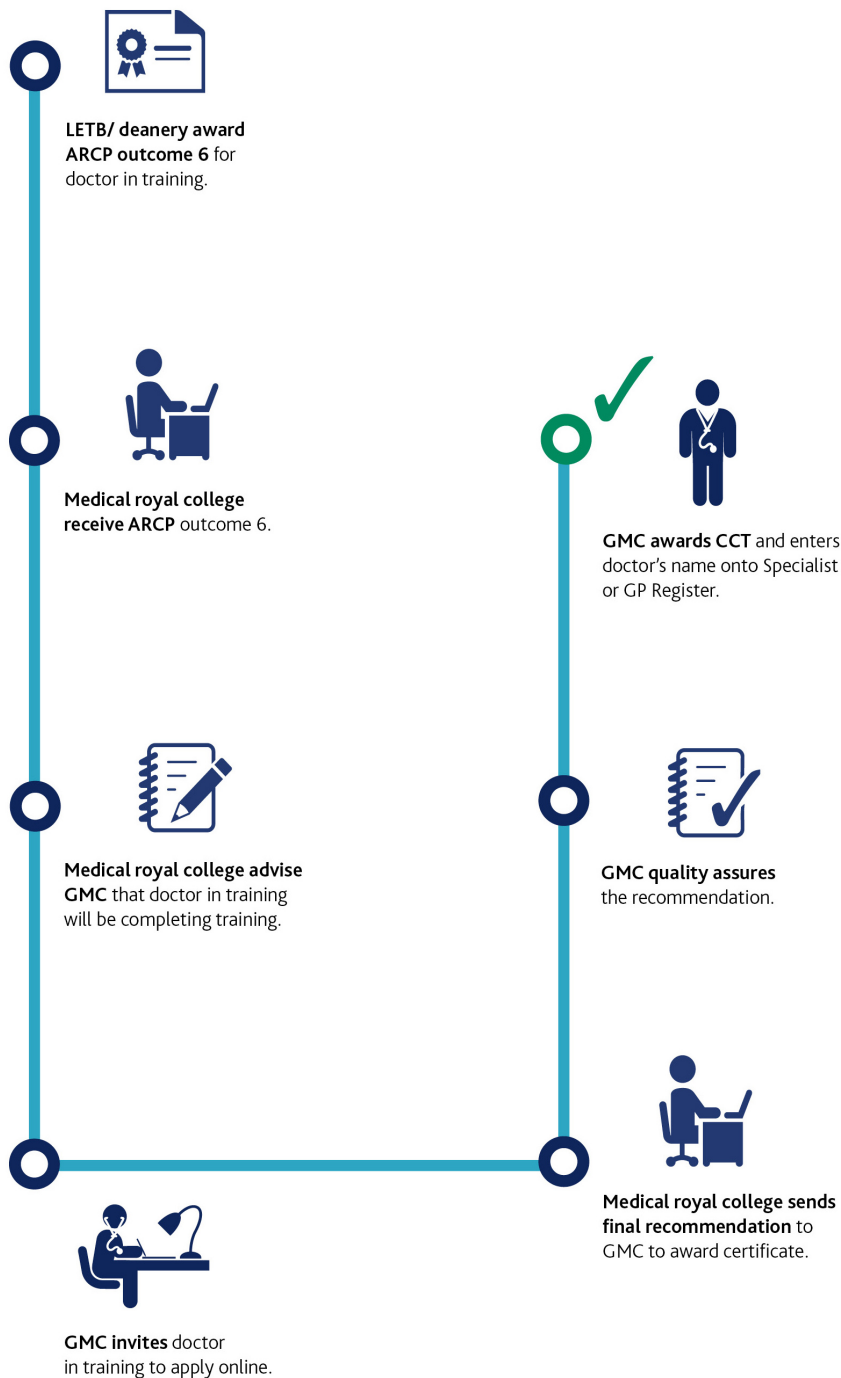 LETB/ deanery award
ARCP outcome 6 for
doctor in training.
Medical royal college
receive ARCP outcome 6.
Medical royal college advise
GMC that doctor in training
will be completing training.
GMC invites doctor
in training to apply online.
Medical royal college sends
final recommendation to
GMC to award certificate.
GMC quality assures
the recommendation.
GMC awards CCT and enters
doctor’s name onto Specialist
or GP Register.